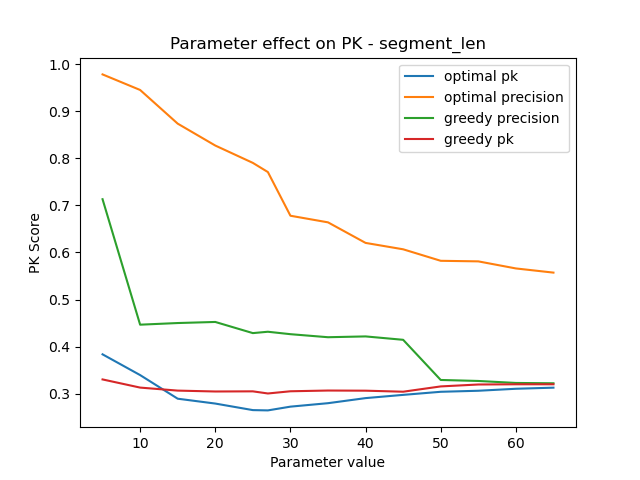 Parameter effect on PK - segment_len
optimal pk
optimal precision
greedy precision
greedy pk
1.0
0.9
0.8
0.7
0.6
0.5
0.4
0.3
PK Score
10 20 30 40 50 60
Parameter value